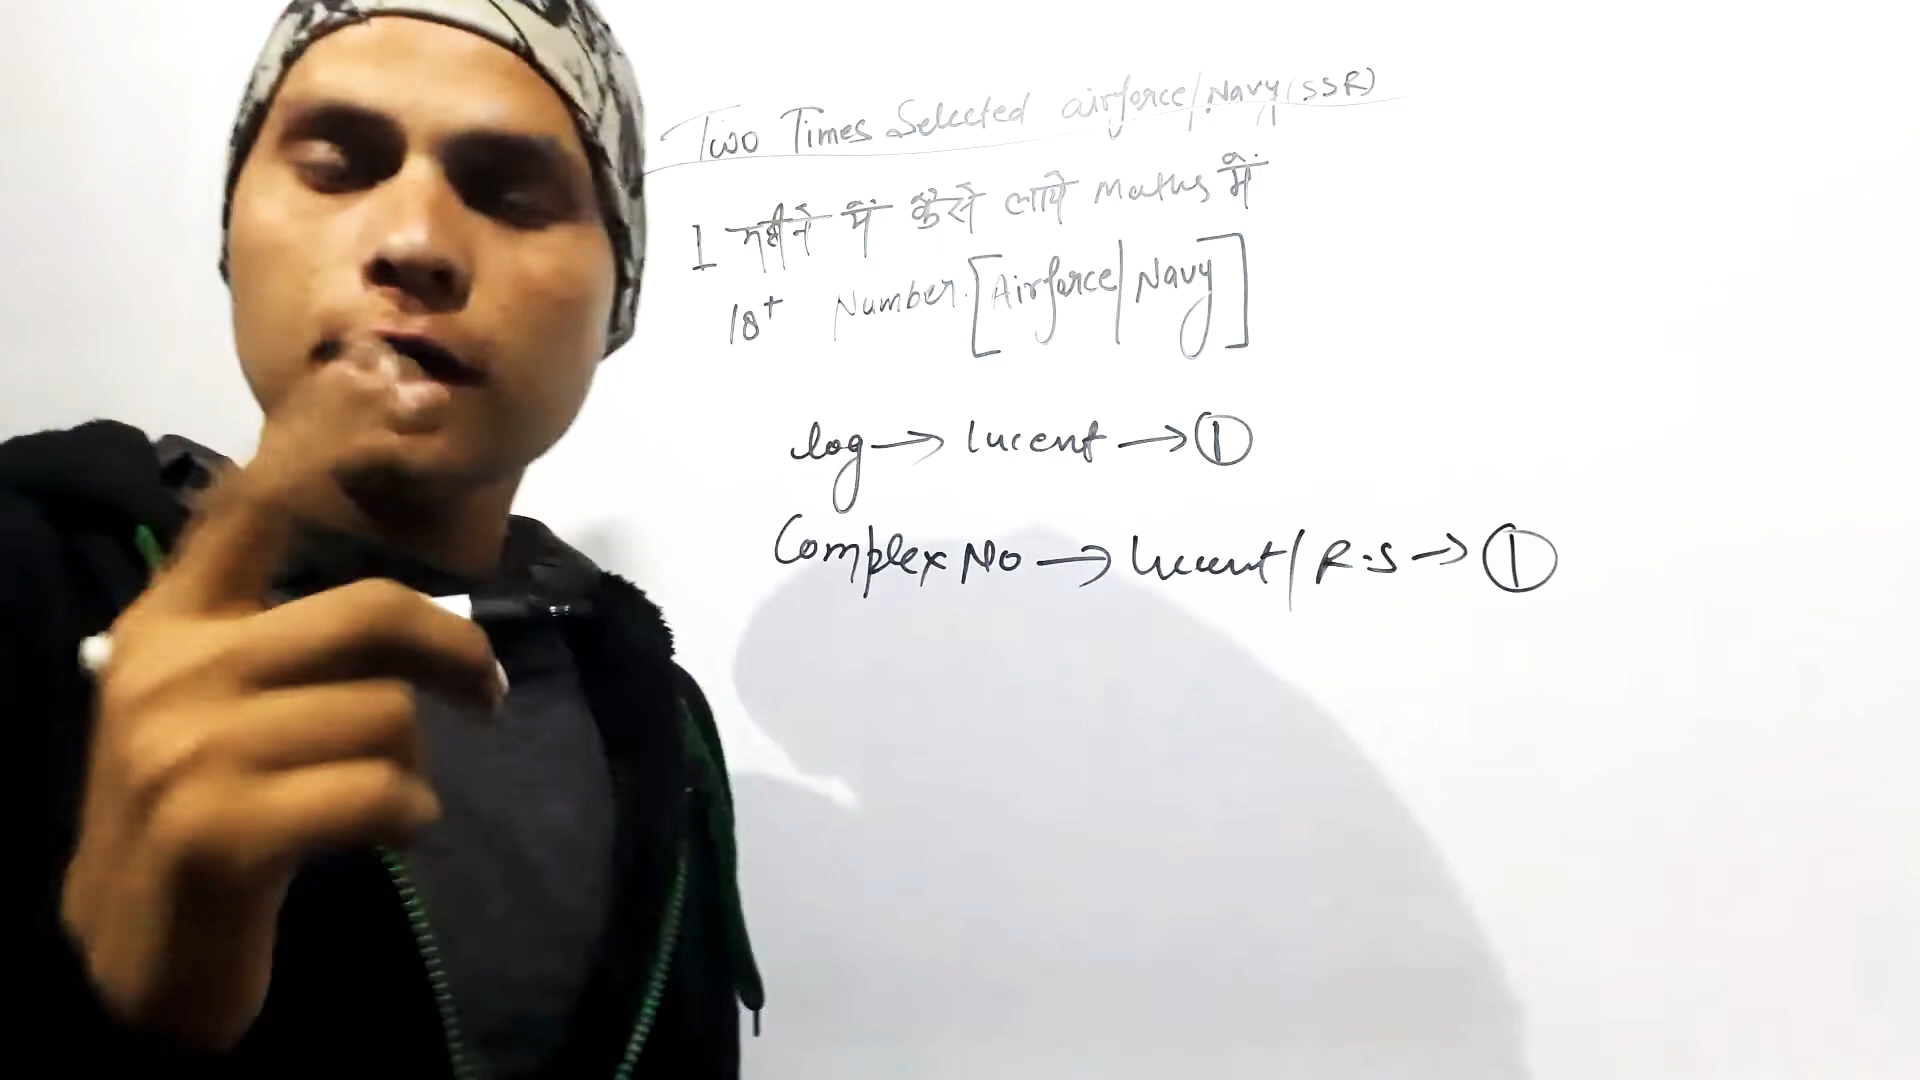 Two Times Selected airforce/Navy(SSR)
1 महीने में कैसे लाये Maths में
18+ Number [Airforce/Navy]
log → lucent → ①
Complex No → lucent/R.S → ①